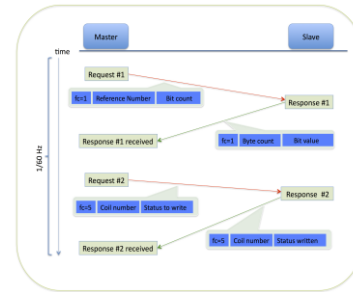 Master
Slave
time
Request #1
fc=1 Reference Number Bit count
Response #1
fc=1 Byte count Bit value
Response #1 received
1/60 Hz
Request #2
Response #2
fc=5 Coil number Status to write
fc=5 Coil number Status written
Response #2 received